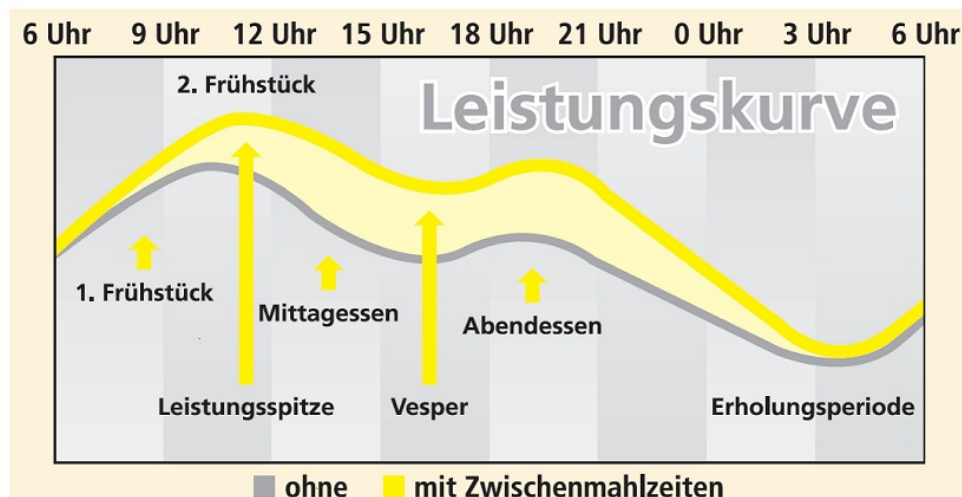 6 Uhr 9 Uhr 12 Uhr 15 Uhr 18 Uhr 21 Uhr 0 Uhr 3 Uhr 6 Uhr
2. Frühstück
Leistungskurve
1. Frühstück
Mittagessen
Abendessen
Leistungsspitze Vesper Erholungsperiode
ohne mit Zwischenmahlzeiten